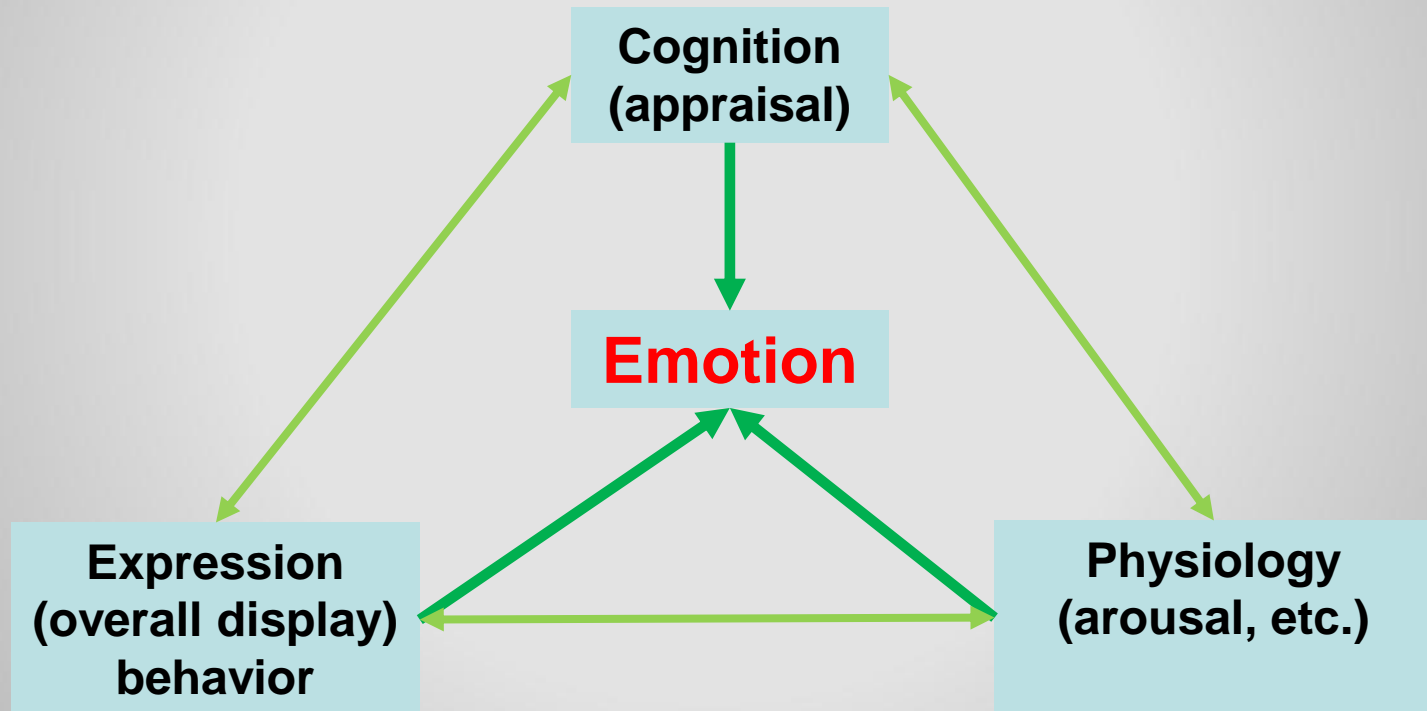 Cognition
(appraisal)
Emotion
Expression
(overall display)
behavior
Physiology
(arousal, etc.)